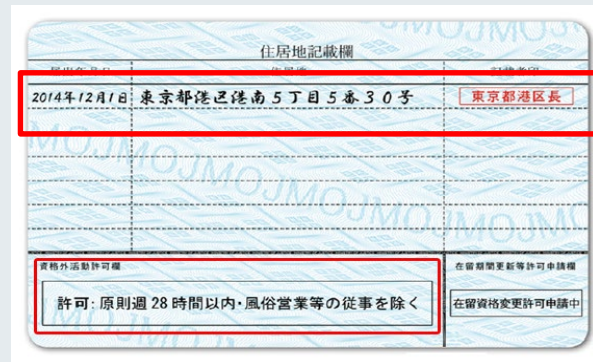 住居地記載欄
2014年12月1日 東京都港区港南5丁目5番30号 東京都港区長
資格外活動許可欄 在留期間更新等許可申請欄
許可:原則週28時間以内・風俗営業等の従事を除く 在留資格変更許可申請中